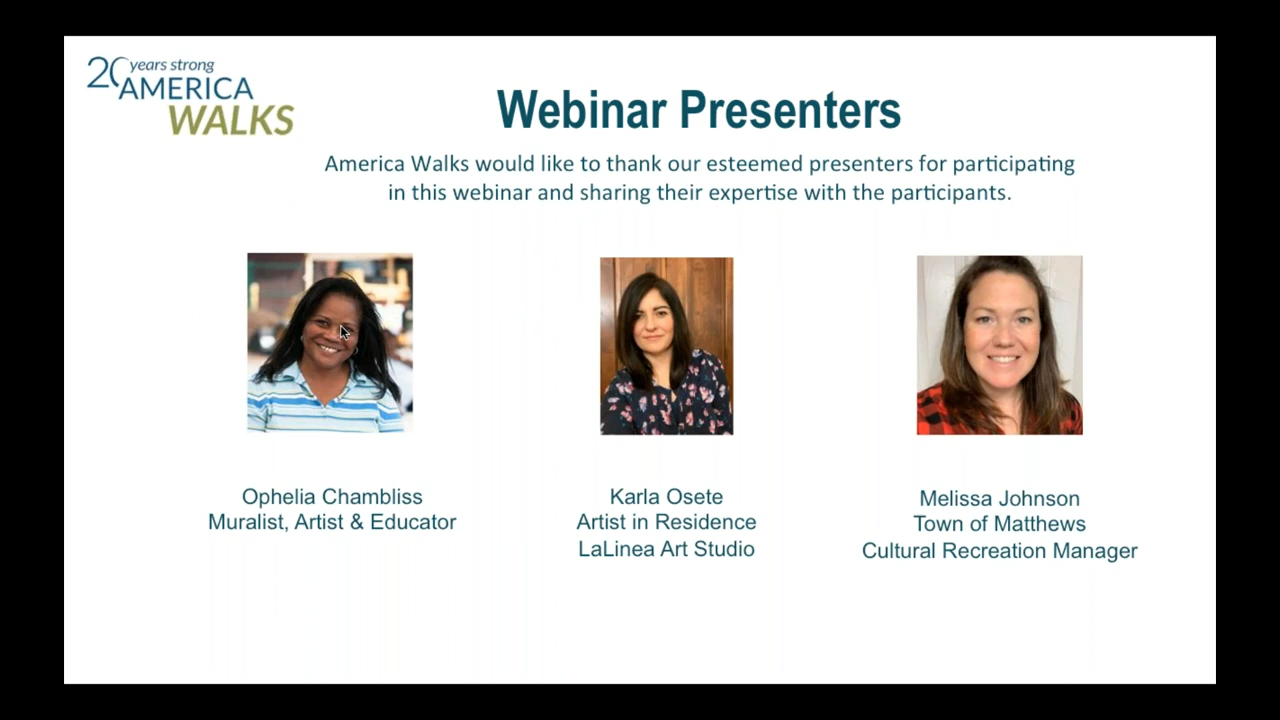 20 years strong
AMERICA
WALKS
Webinar Presenters
America Walks would like to thank our esteemed presenters for participating
in this webinar and sharing their expertise with the participants.
Ophelia Chambliss
Muralist, Artist & Educator
Karla Osete
Artist in Residence
LaLinea Art Studio
Melissa Johnson
Town of Matthews
Cultural Recreation Manager